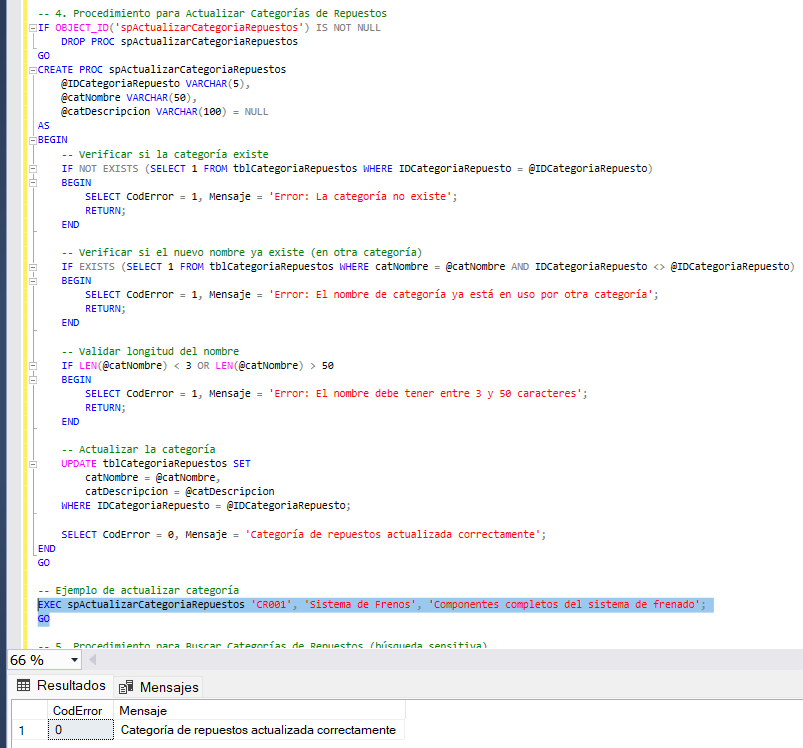 -- 4. Procedimiento para Actualizar Categorías de Repuestos
IF OBJECT_ID('spActualizarCategoriaRepuestos') IS NOT NULL
DROP PROC spActualizarCategoriaRepuestos
GO
CREATE PROC spActualizarCategoriaRepuestos
@IDCategoriaRepuesto VARCHAR(5),
@catNombre VARCHAR(50),
@catDescripcion VARCHAR(100) = NULL
AS
BEGIN
-- Verificar si la categoría existe
IF NOT EXISTS (SELECT 1 FROM tblCategoriaRepuestos WHERE IDCategoriaRepuesto = @IDCategoriaRepuesto)
BEGIN
SELECT CodError = 1, Mensaje = 'Error: La categoría no existe';
RETURN;
END
-- Verificar si el nuevo nombre ya existe (en otra categoría)
IF EXISTS (SELECT 1 FROM tblCategoriaRepuestos WHERE catNombre = @catNombre AND IDCategoriaRepuesto <> @IDCategoriaRepuesto)
BEGIN
SELECT CodError = 1, Mensaje = 'Error: El nombre de categoría ya está en uso por otra categoría';
RETURN;
END
-- Validar longitud del nombre
IF LEN(@catNombre) < 3 OR LEN(@catNombre) > 50
BEGIN
SELECT CodError = 1, Mensaje = 'Error: El nombre debe tener entre 3 y 50 caracteres';
RETURN;
END
-- Actualizar la categoría
UPDATE tblCategoriaRepuestos SET
catNombre = @catNombre,
catDescripcion = @catDescripcion
WHERE IDCategoriaRepuesto = @IDCategoriaRepuesto;
SELECT CodError = 0, Mensaje = 'Categoría de repuestos actualizada correctamente';
END
GO
-- Ejemplo de actualizar categoría
EXEC spActualizarCategoriaRepuestos 'CR001', 'Sistema de Frenos', 'Componentes completos del sistema de frenado';
GO
-- 5. Procedimiento para Buscar Categorías de Repuestos (búsqueda sensitiva)
66 %
Resultados Mensajes
CodError Mensaje
1 0 Categoría de repuestos actualizada correctamente